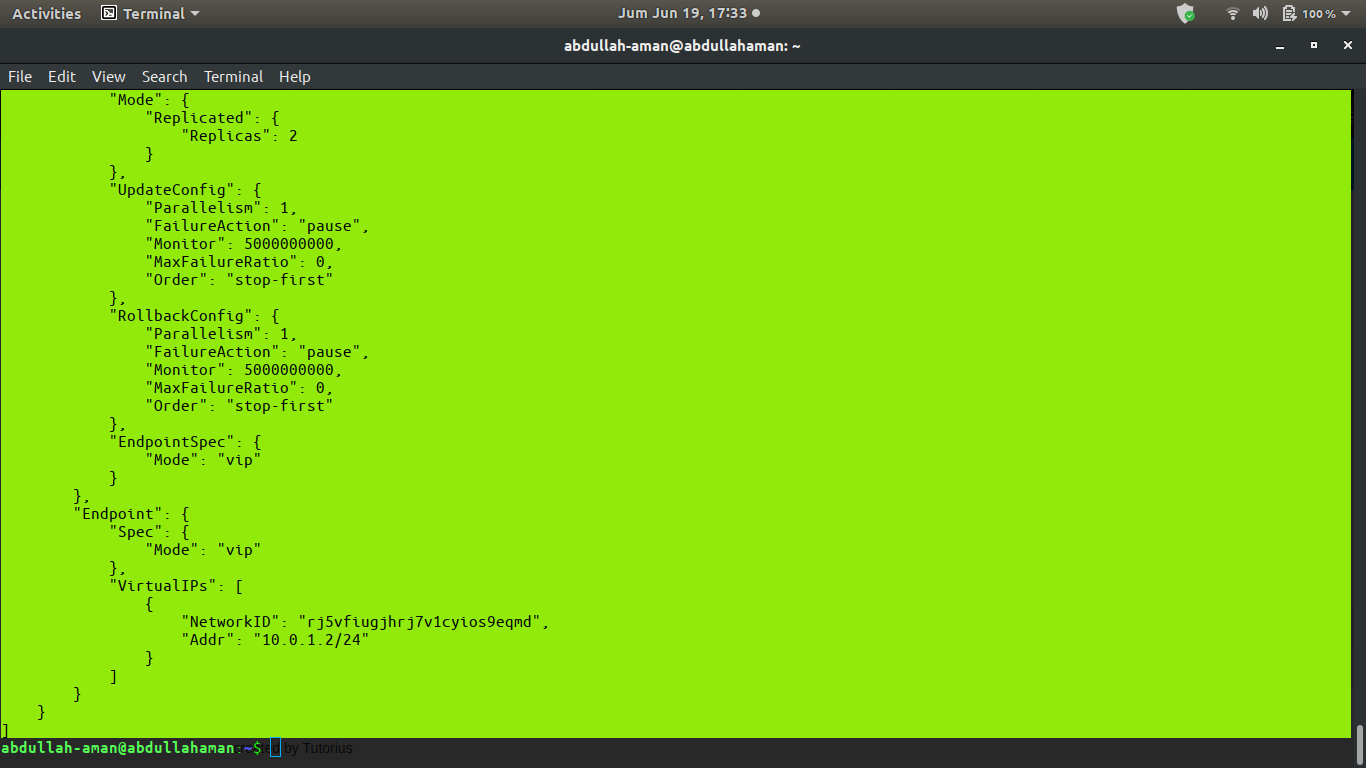 Activities Terminal Jum Jun 19, 17:33 100 %
abdullah-aman@abdullahaman: ~
File Edit View Search Terminal Help
"Mode": {
"Replicated": {
"Replicas": 2
}
},
"UpdateConfig": {
"Parallelism": 1,
"FailureAction": "pause",
"Monitor": 5000000000,
"MaxFailureRatio": 0,
"Order": "stop-first"
},
"RollbackConfig": {
"Parallelism": 1,
"FailureAction": "pause",
"Monitor": 5000000000,
"MaxFailureRatio": 0,
"Order": "stop-first"
},
"EndpointSpec": {
"Mode": "vip"
}
},
"Endpoint": {
"Spec": {
"Mode": "vip"
},
"VirtualIPs": [
{
"NetworkID": "rj5vfiugjhrj7v1cyios9eqmd",
"Addr": "10.0.1.2/24"
}
]
}
}
]
abdullah-aman@abdullahaman:~$ by Tutorius